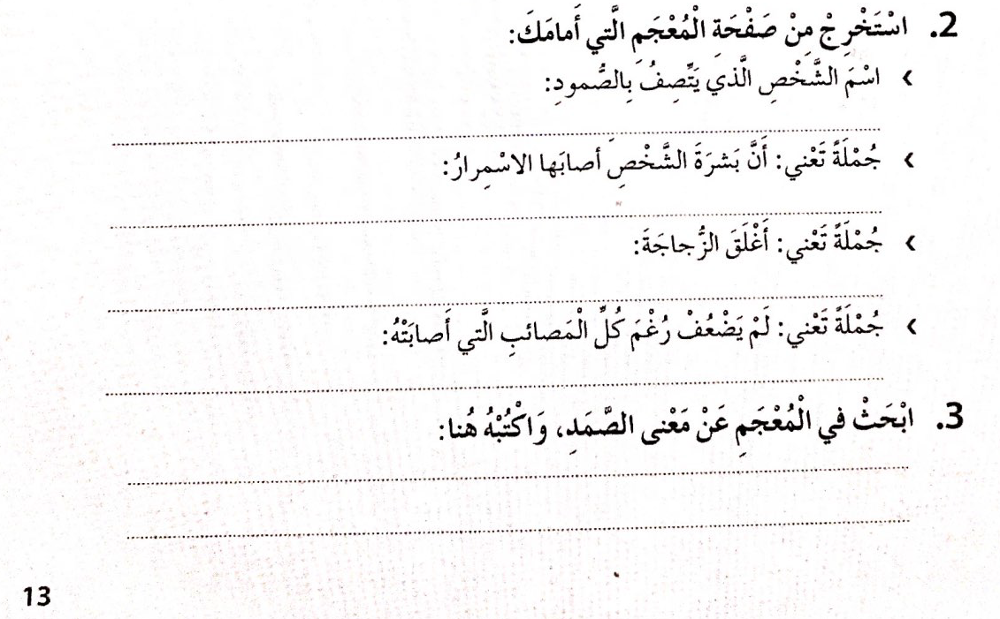 2. اسْتَخْرِجْ مِنْ صَفْحَةِ الْمُعْجَمِ الَّتي أَمامَكَ:
› اسْمَ الشَّخْصِ الَّذي يَتَّصِفُ بِالصُّمودِ:
› جُمْلَةً تَعْني: أَنَّ بَشرَةَ الشَّخْصِ أصابَها الاسْمِرارُ:
› جُمْلَةً تَعْني: أَغْلَقَ الزُّجاجَةَ:
› جُمْلَةً تَعْني: لَمْ يَضْعُفْ رُغْمَ كُلِّ الْمَصائبِ الَّتي أَصابَتْهُ:
3. ابْحَثْ في الْمُعْجَمِ عَنْ مَعْنى الصَّمَدِ، وَاكْتُبْهُ هُنا:
13